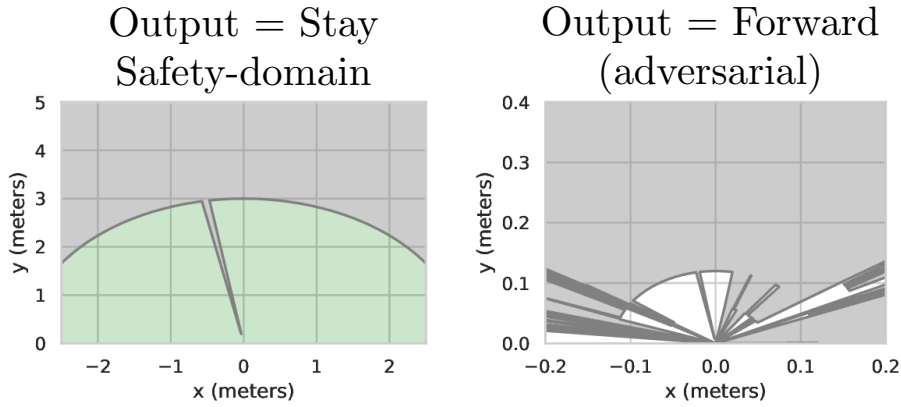 Output = Stay
Safety-domain
5
4
3
2
1
0
y (meters)
−2
−1
0
1
2
x (meters)
Output = Forward
(adversarial)
0.4
0.3
0.2
0.1
0.0
y (meters)
−0.2
−0.1
0.0
0.1
0.2
x (meters)